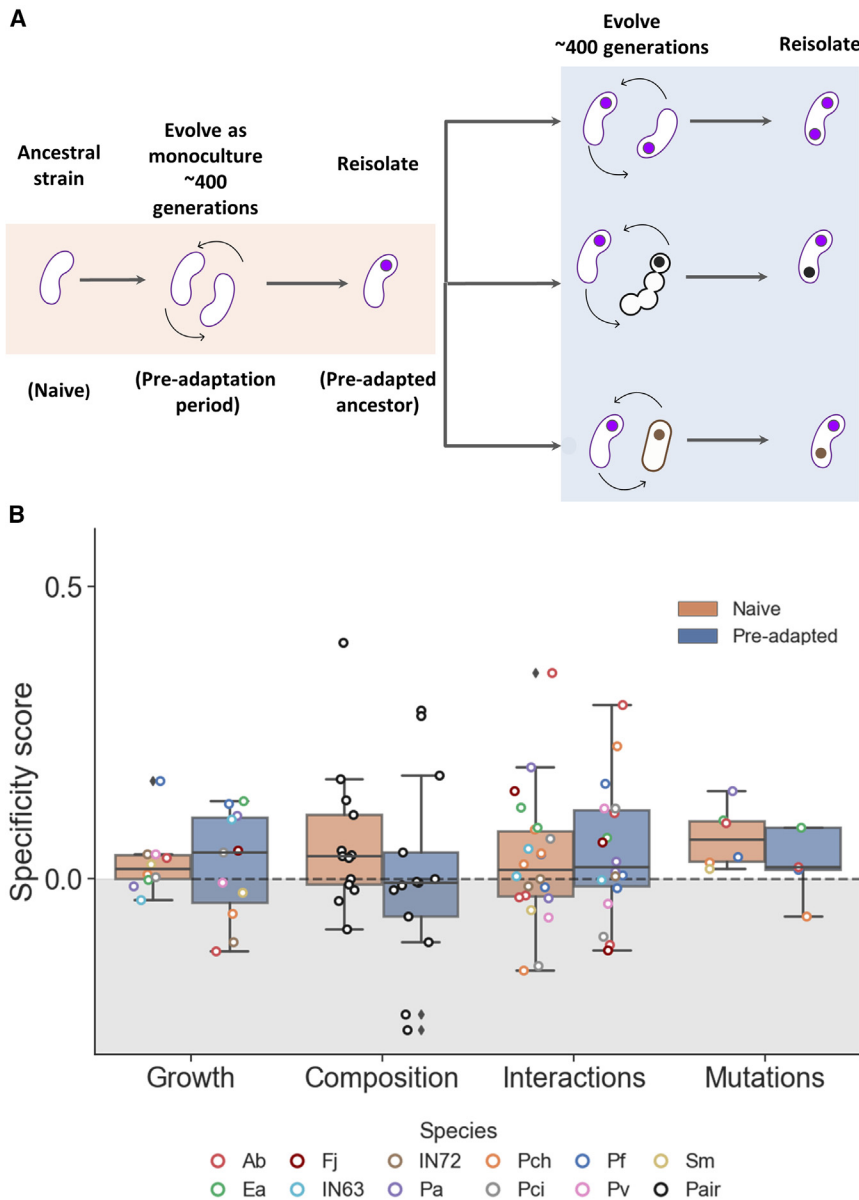 A
Evolve
~400 generations
Reisolate
Ancestral
strain
Evolve as
monoculture
~400
generations
Reisolate
(Naive)
(Pre-adaptation
period)
(Pre-adapted
ancestor)
B
Specificity score
0.5
0.0
Naive
Pre-adapted
Growth
Composition
Interactions
Mutations
Species
Ab
Fj
IN72
Pch
Pf
Sm
Ea
IN63
Pa
Pci
Pv
Pair